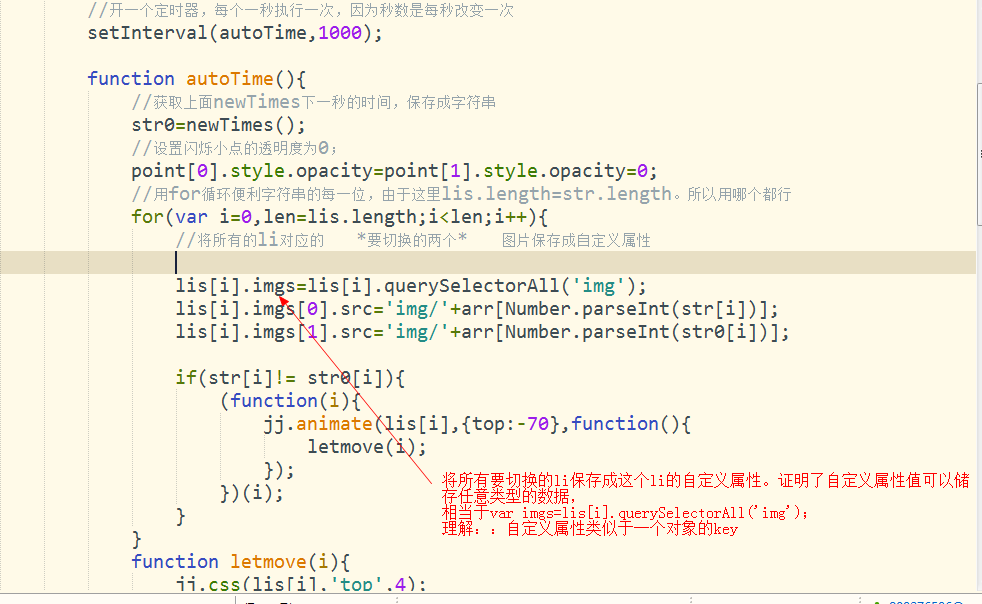 //开一个定时器，每个一秒执行一次，因为秒数是每秒改变一次
setInterval(autoTime,1000);
function autoTime(){
//获取上面newTimes下一秒的时间，保存成字符串
str0=newTimes();
//设置闪烁小点的透明度为0；
point[0].style.opacity=point[1].style.opacity=0;
//用for循环便利字符串的每一位，由于这里lis.length=str.length。所以用哪个都行
for(var i=0,len=lis.length;i<len;i++){
//将所有的li对应的 *要切换的两个* 图片保存成自定义属性
lis[i].imgs=lis[i].querySelectorAll('img');
lis[i].imgs[0].src='img/'+arr[Number.parseInt(str[i])];
lis[i].imgs[1].src='img/'+arr[Number.parseInt(str0[i])];
if(str[i]!= str0[i]){
(function(i){
jj.animate(lis[i],{top:-70},function(){
letmove(i);
});
})(i);
}
}
将所有要切换的li保存成这个li的自定义属性。证明了自定义属性值可以储
存任意类型的数据，
相当于var imgs=lis[i].querySelectorAll('img');
理解：：自定义属性类似于一个对象的key
function letmove(i){
jj.css(lis[i],'top',4);